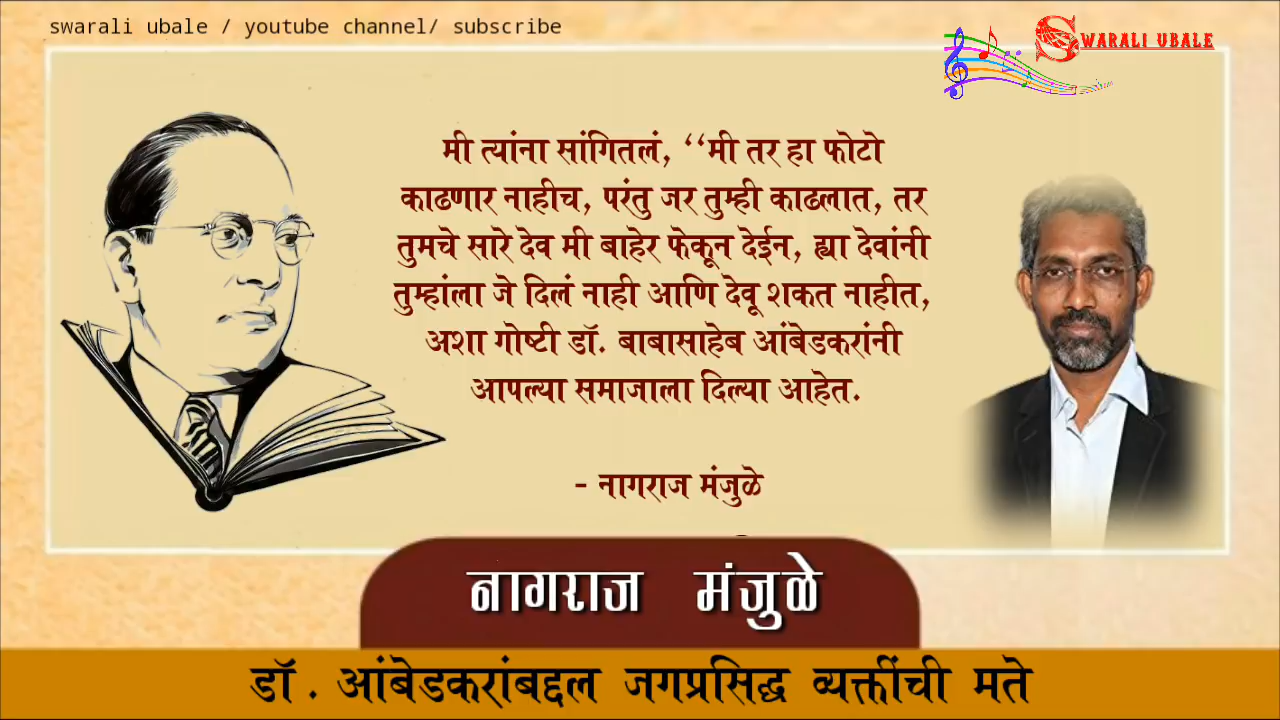 swarali ubale / youtube channel/ subscribe
SWARALI UBALE
मी त्यांना सांगितलं, ‘‘मी तर हा फोटो
काढणार नाहीच, परंतु जर तुम्ही काढलात, तर
तुमचे सारे देव मी बाहेर फेकून देईन, ह्या देवांनी
तुम्हांला जे दिलं नाही आणि देवू शकत नाहीत,
अशा गोष्टी डॉ. बाबासाहेब आंबेडकरांनी
आपल्या समाजाला दिल्या आहेत.
- नागराज मंजुळे
नागराज मंजुळे
डॉ. आंबेडकरांबद्दल जगप्रसिद्ध व्यक्तींची मते